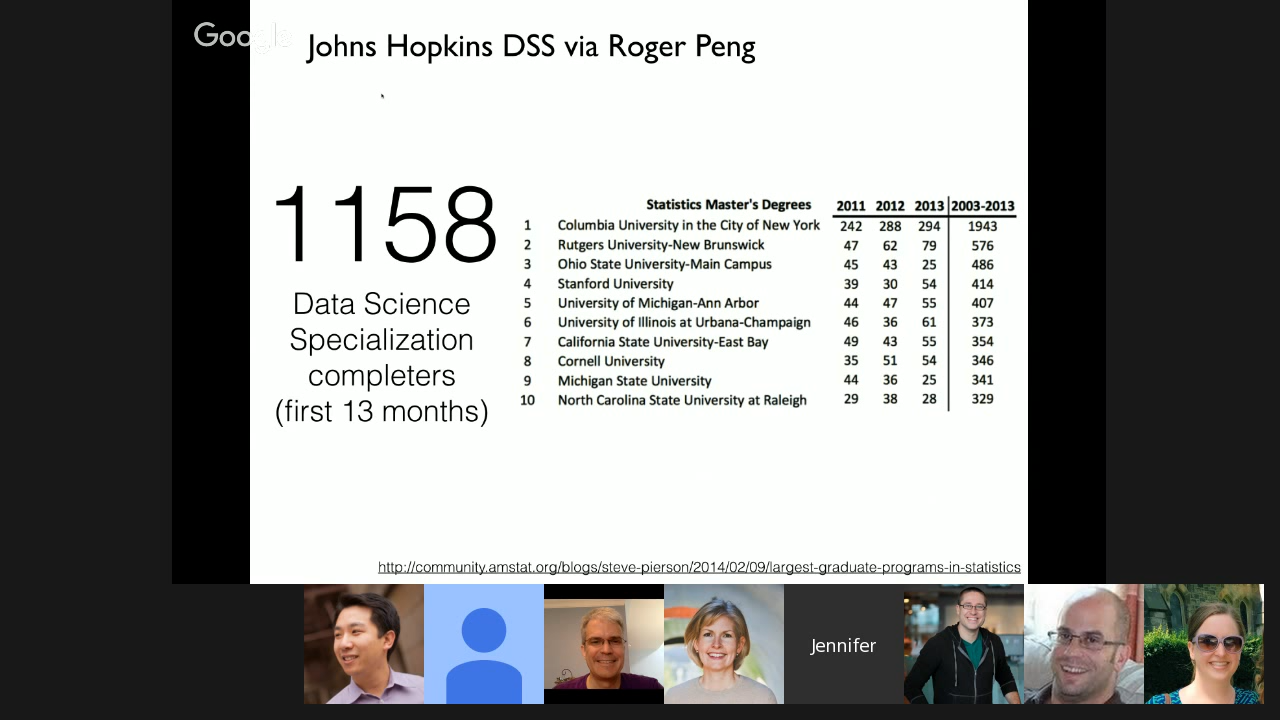 Google
Johns Hopkins DSS via Roger Peng
1158
Data Science
Specialization
completers
(first 13 months)
Statistics Master's Degrees 2011 2012 2013 2003-2013
1 Columbia University in the City of New York 242 288 294 1943
2 Rutgers University-New Brunswick 47 62 79 576
3 Ohio State University-Main Campus 45 43 25 486
4 Stanford University 39 30 54 414
5 University of Michigan-Ann Arbor 44 47 55 407
6 University of Illinois at Urbana-Champaign 46 36 61 373
7 California State University-East Bay 49 43 55 354
8 Cornell University 35 51 54 346
9 Michigan State University 44 36 25 341
10 North Carolina State University at Raleigh 29 38 28 329
http://community.amstat.org/blogs/steve-pierson/2014/02/09/largest-graduate-programs-in-statistics
Jennifer